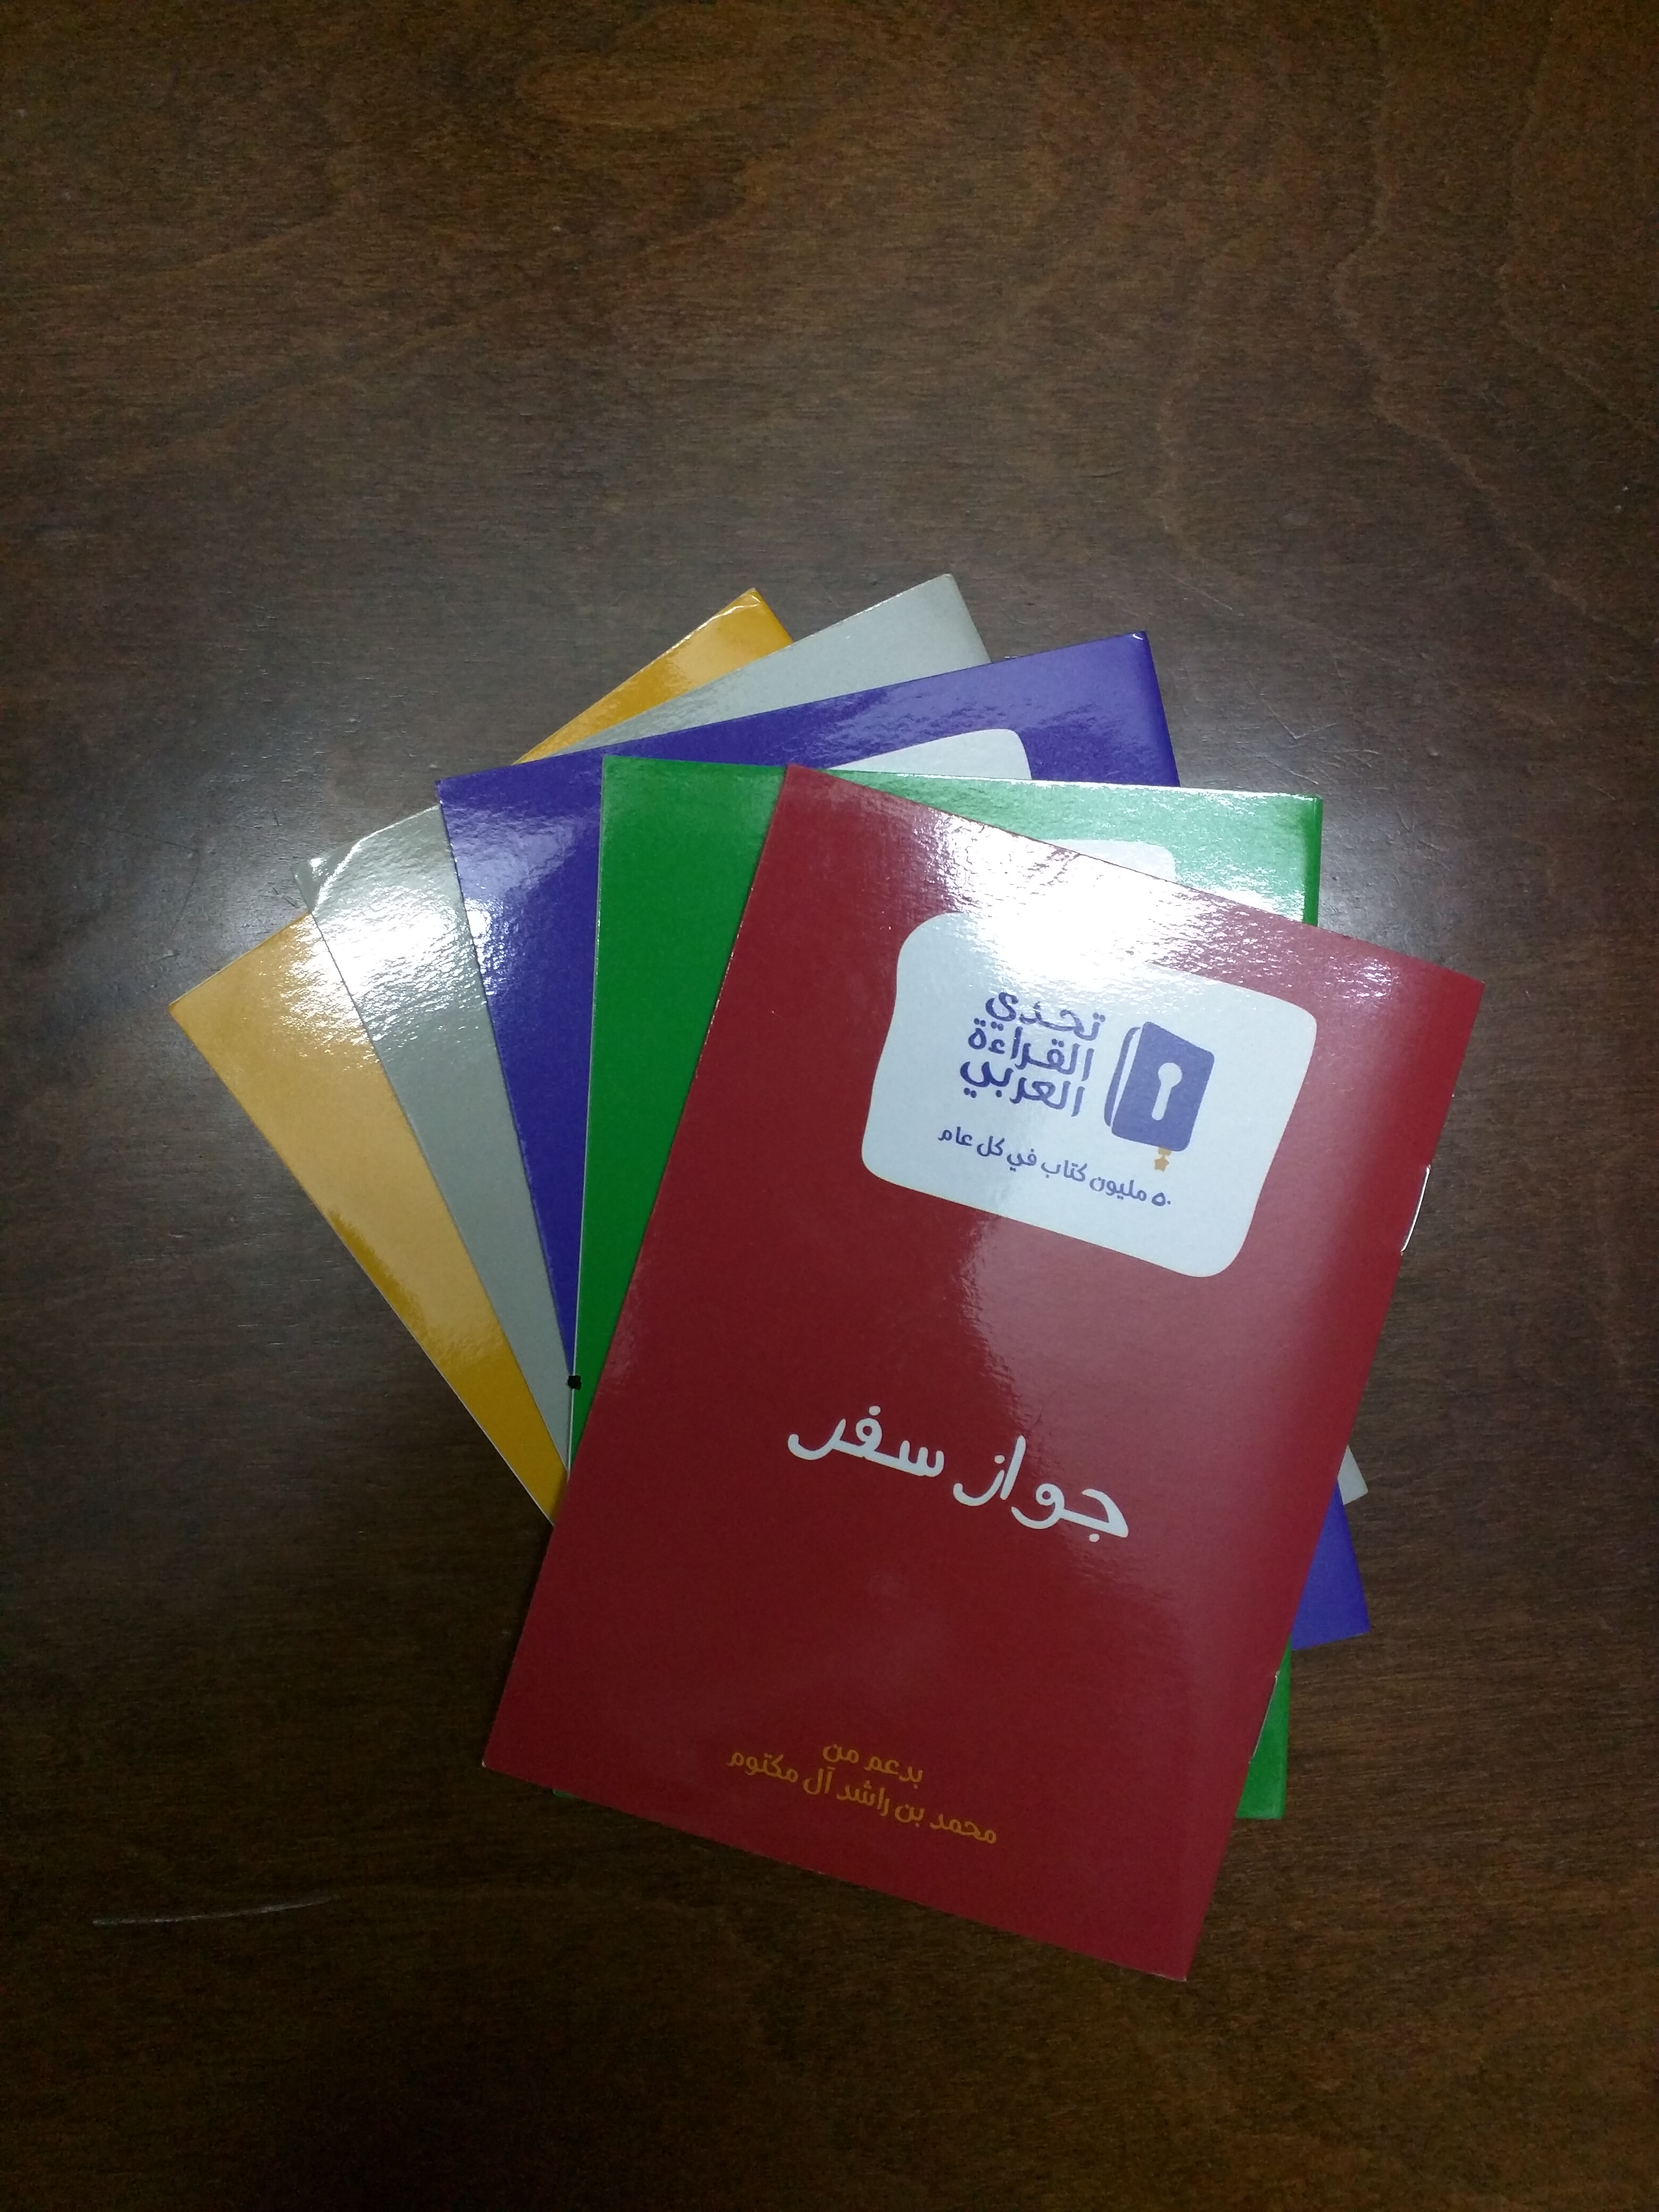 تحدي
القراءة
العربي
٥٠ مليون كتاب في كل عام
جواز سفر
بدعم من
محمد بن راشد آل مكتوم